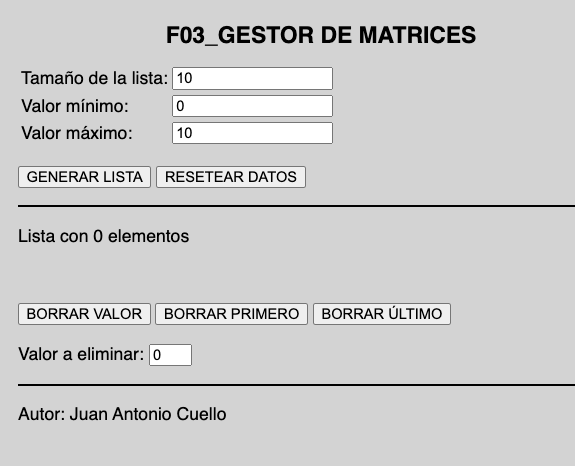 F03_GESTOR DE MATRICES
Tamaño de la lista: 10
Valor mínimo: 0
Valor máximo: 10
GENERAR LISTA RESETEAR DATOS
Lista con 0 elementos
BORRAR VALOR BORRAR PRIMERO BORRAR ÚLTIMO
Valor a eliminar: 0
Autor: Juan Antonio Cuello